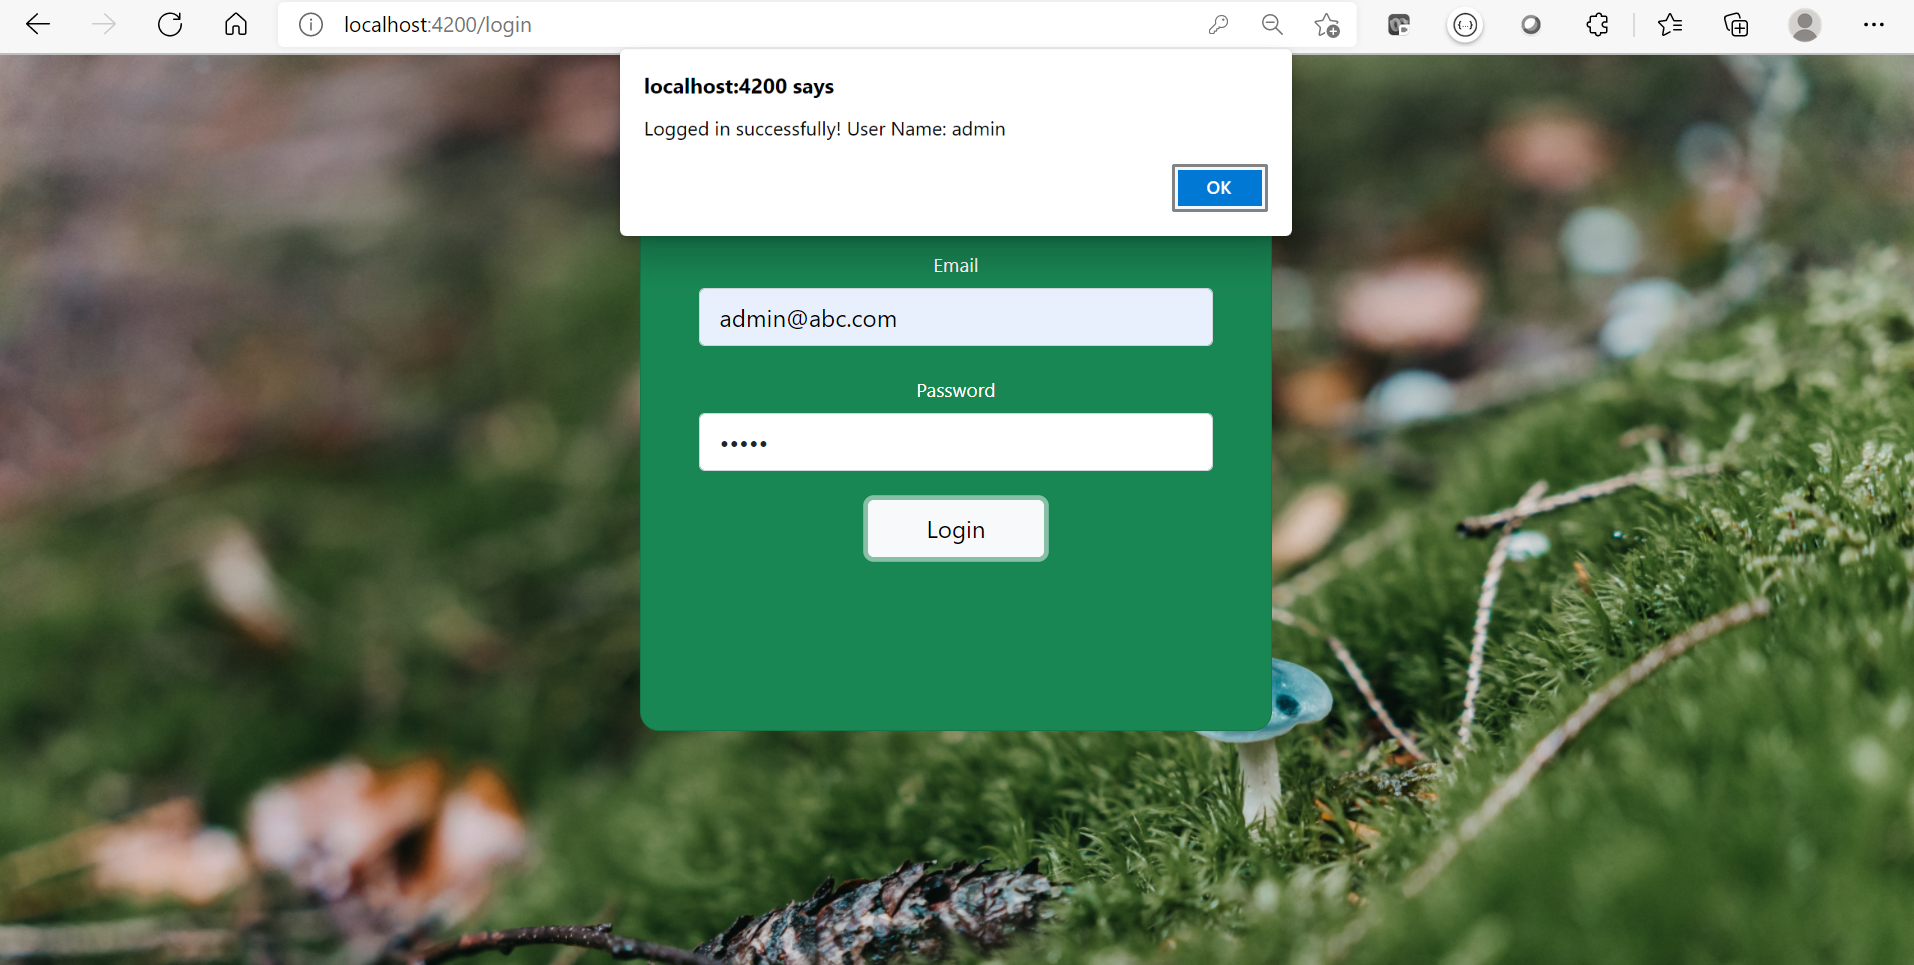 localhost:4200/login
localhost:4200 says
Logged in successfully! User Name: admin
OK
Email
admin@abc.com
Password
•••••
Login